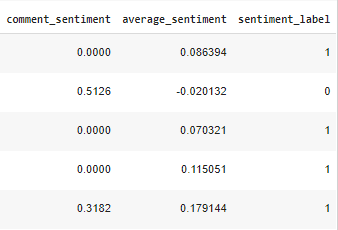 comment_sentiment average_sentiment sentiment_label
0.0000 0.086394 1
0.5126 -0.020132 0
0.0000 0.070321 1
0.0000 0.115051 1
0.3182 0.179144 1